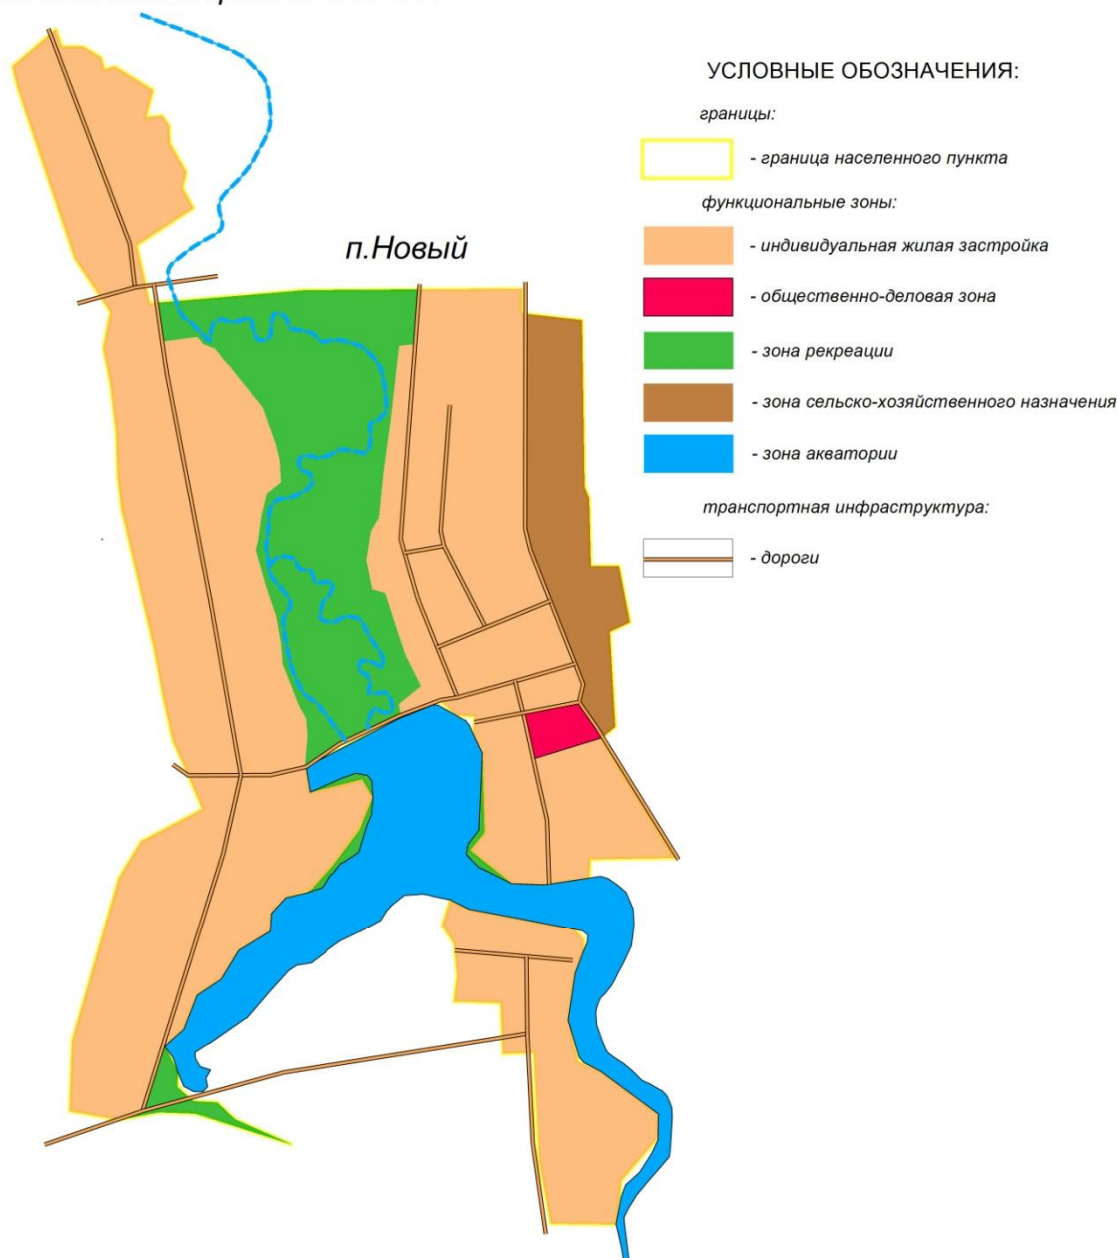 УСЛОВНЫЕ ОБОЗНАЧЕНИЯ:
границы:
- граница населенного пункта
функциональные зоны:
п.Новый
- индивидуальная жилая застройка
- общественно-деловая зона
- зона рекреации
- зона сельско-хозяйственного назначения
- зона акватории
транспортная инфраструктура:
- дороги